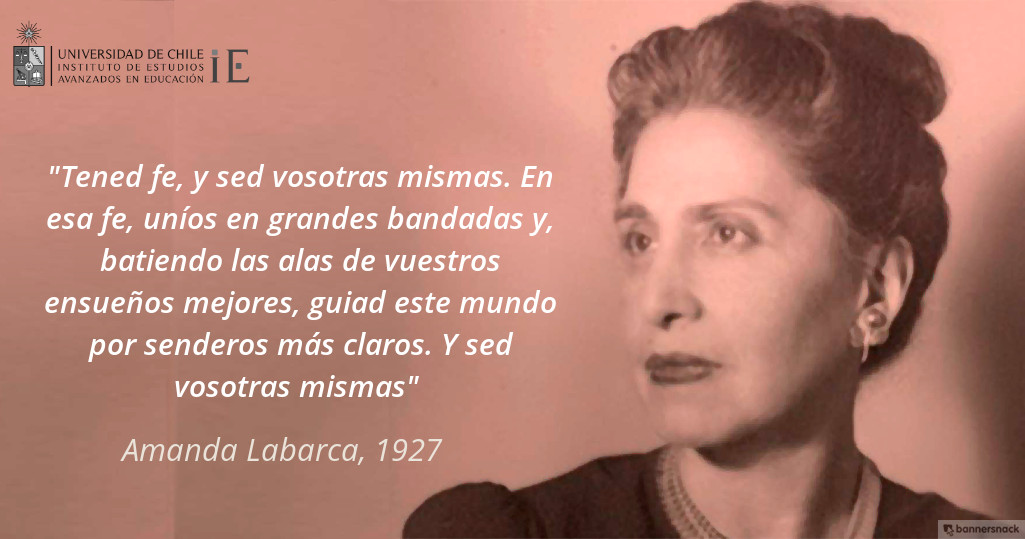 UNIVERSIDAD DE CHILE
INSTITUTO DE ESTUDIOS
AVANZADOS EN EDUCACIÓN
iE
"Tened fe, y sed vosotras mismas. En
esa fe, uníos en grandes bandadas y,
batiendo las alas de vuestros
ensueños mejores, guiad este mundo
por senderos más claros. Y sed
vosotras mismas"
Amanda Labarca, 1927
bannersnack